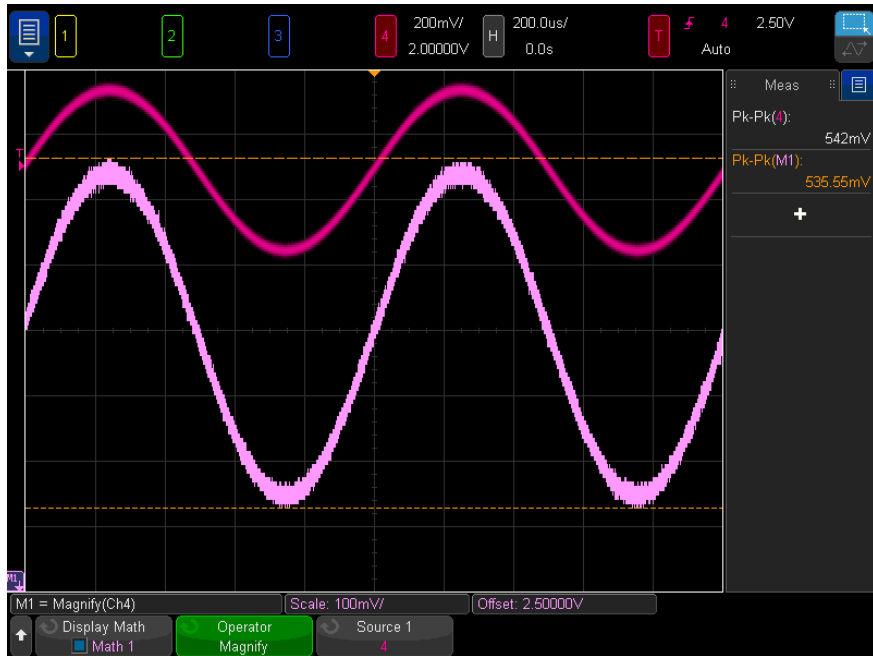 1 2 3 4 200mV/ H 200.0us/ T 4 2.50V
2.00000V 0.0s Auto
Meas
Pk-Pk(4):
542mV
T
Pk-Pk(M1):
535.55mV
+
M1
M1 = Magnify(Ch4) Scale: 100mV/ Offset: 2.50000V
Display Math Operator Source 1
Math 1 Magnify 4